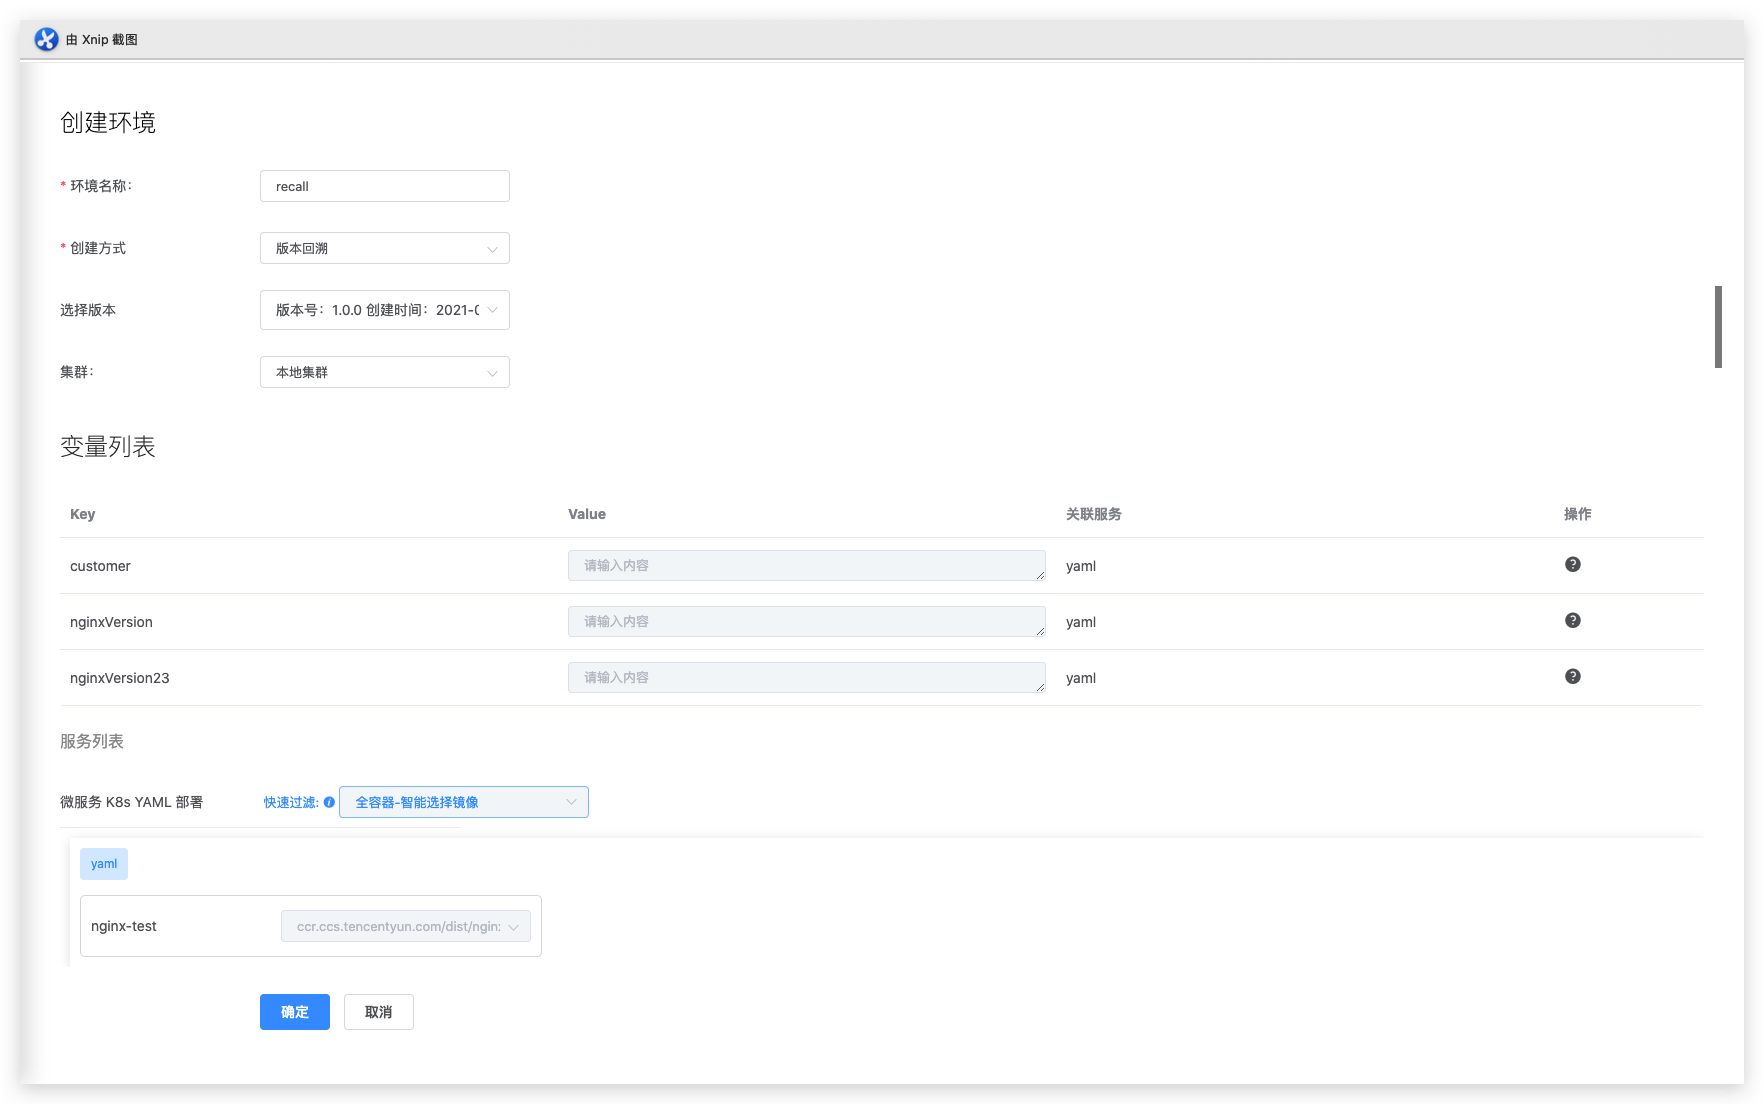 由 Xnip 截图
创建环境
* 环境名称:
recall
* 创建方式
版本回溯
选择版本
版本号：1.0.0 创建时间：2021-0
集群:
本地集群
变量列表
Key Value 关联服务 操作
customer 请输入内容 yaml
nginxVersion 请输入内容 yaml
nginxVersion23 请输入内容 yaml
服务列表
微服务 K8s YAML 部署 快速过滤: 全容器-智能选择镜像
yaml
nginx-test ccr.ccs.tencentyun.com/dist/ngin
确定 取消